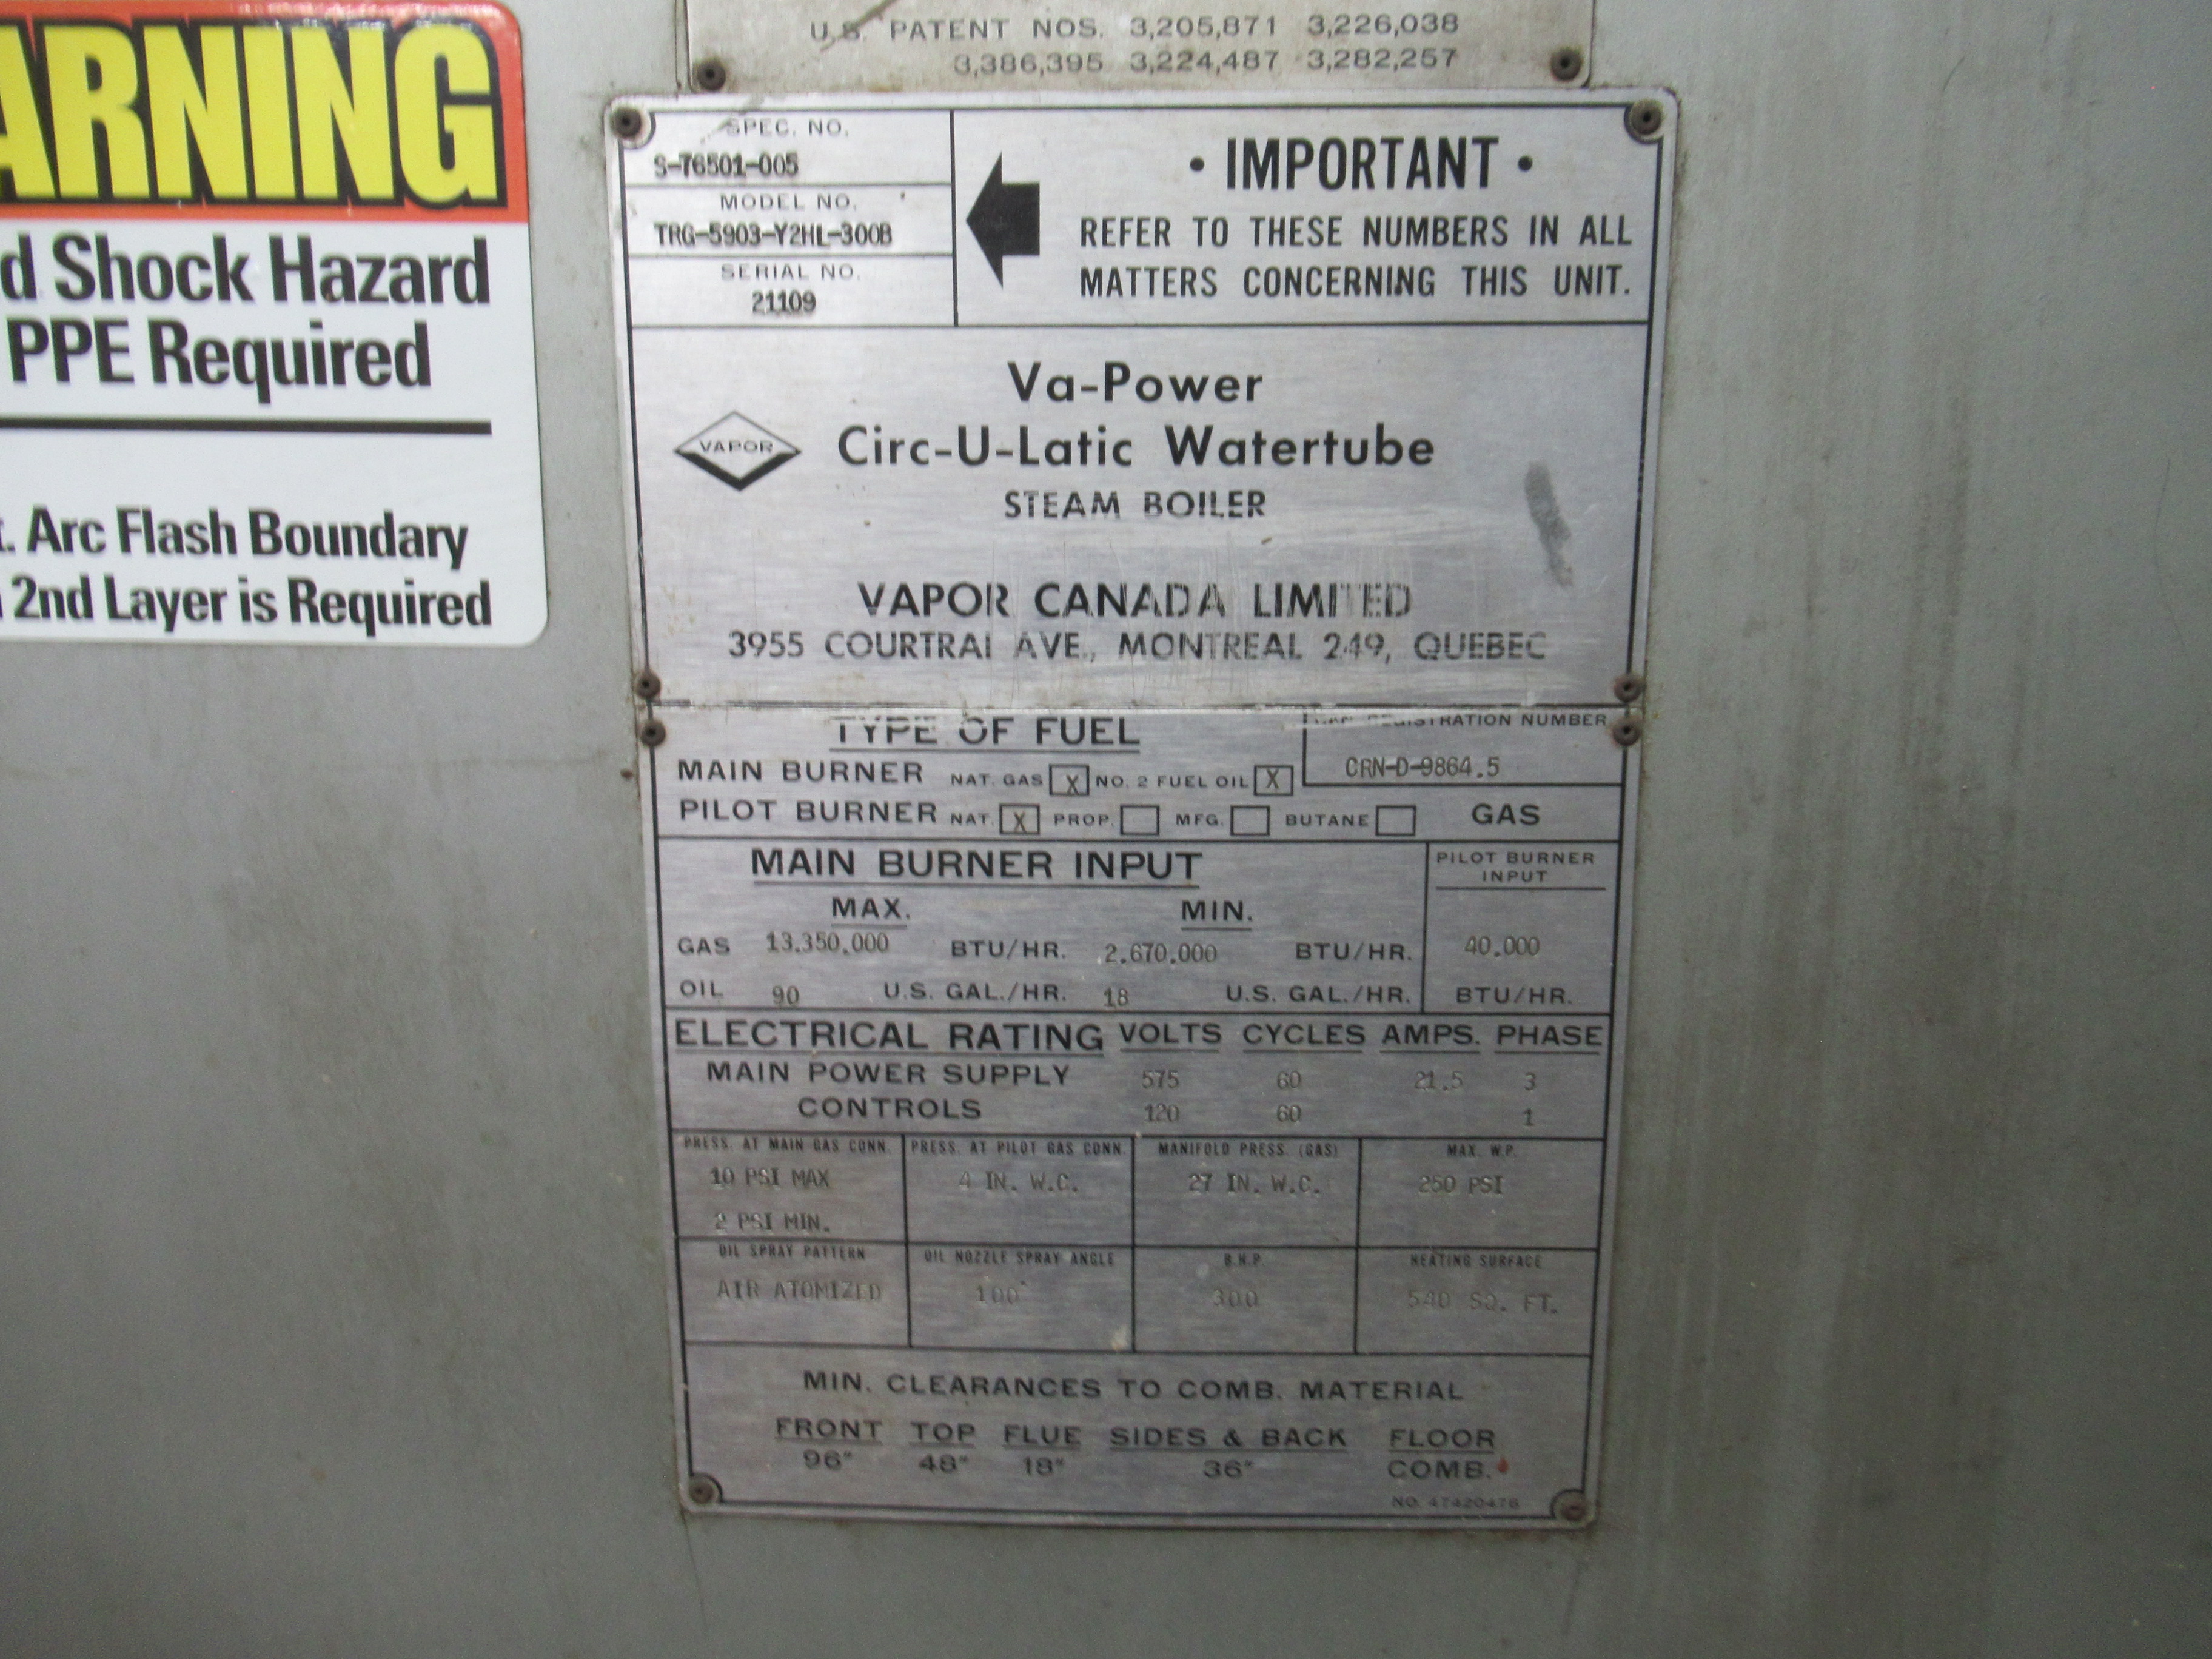 U.S. PATENT NOS. 3,205,871 3,226,038
3,386,395 3,224,487 3,282,257
ARNING
d Shock Hazard
PPE Required
. Arc Flash Boundary
2nd Layer is Required
SPEC. NO.
S-76501-005
MODEL NO.
TRG-5903-Y2HL-300B
SERIAL NO.
21109
• IMPORTANT •
REFER TO THESE NUMBERS IN ALL
MATTERS CONCERNING THIS UNIT.
Va-Power
VAPOR
Circ-U-Latic Watertube
STEAM BOILER
VAPOR CANADA LIMITED
3955 COURTRAI AVE., MONTREAL 249, QUEBEC
TYPE OF FUEL
REGISTRATION NUMBER
CRN-D-9864.5
MAIN BURNER NAT. GAS X NO. 2 FUEL OIL X
PILOT BURNER NAT. X PROP. MFG. BUTANE GAS
MAIN BURNER INPUT
PILOT BURNER
INPUT
MAX. MIN.
GAS 13.350.000 BTU/HR. 2.670.000 BTU/HR. 40.000
OIL 90 U.S. GAL./HR. 18 U.S. GAL./HR. BTU/HR.
ELECTRICAL RATING VOLTS CYCLES AMPS. PHASE
MAIN POWER SUPPLY 575 60 21.5 3
CONTROLS 120 60 1
PRESS. AT MAIN GAS CONN. PRESS. AT PILOT GAS CONN. MANIFOLD PRESS. (GAS) MAX. W.P.
10 PSI MAX 4 IN. W.C. 27 IN. W.C. 250 PSI
2 PSI MIN.
OIL SPRAY PATTERN OIL NOZZLE SPRAY ANGLE B.H.P HEATING SURFACE
AIR ATOMIZED 100° 300 540 SQ. FT.
MIN. CLEARANCES TO COMB. MATERIAL
FRONT TOP FLUE SIDES & BACK FLOOR
96" 48" 18" 36" COMB.
NO. 47420476